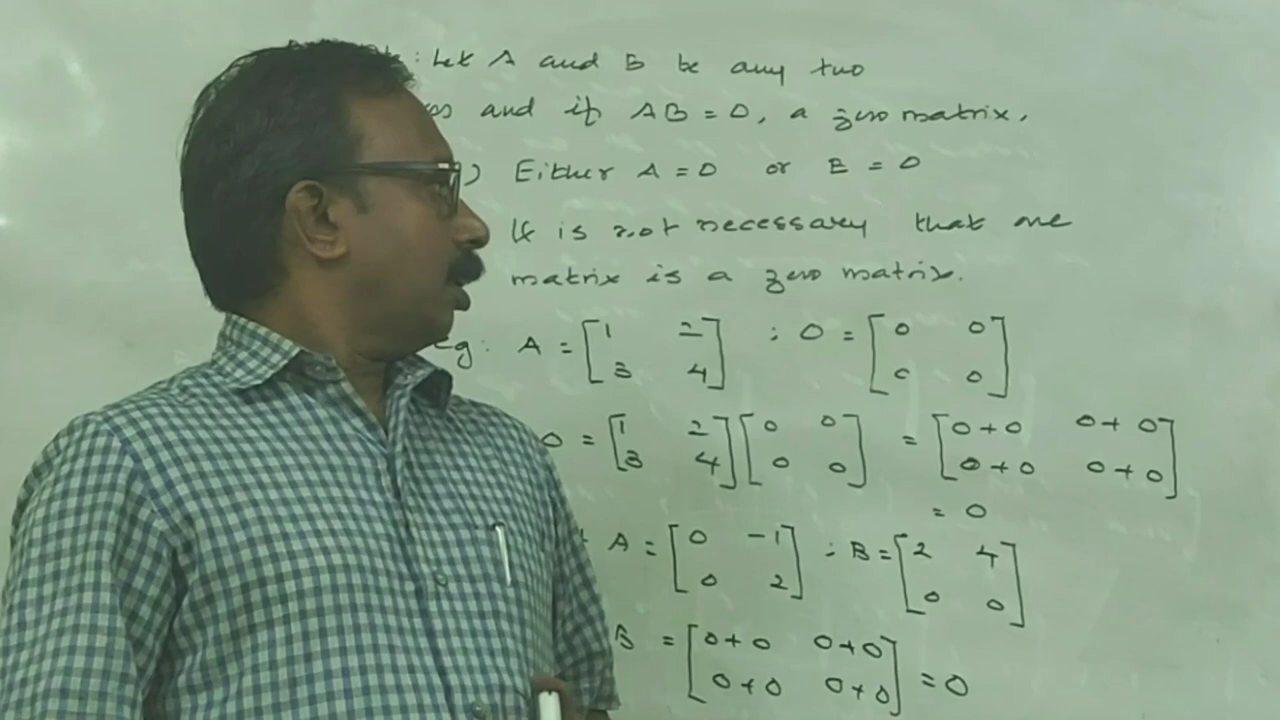 : Let A and B be any two
and if AB = 0, a zero matrix.
) Either A = 0 or B = 0
It is not necessary that one
matrix is a zero matrix.
Eg: A = [1 2 ; 0 = [0 0
3 4] 0 0]
0 = [1 2 [0 0 = [0+0 0+0
3 4] 0 0] 0+0 0+0]
= 0
A = [0 -1 ; B = [2 4
0 2] 0 0]
B = [0+0 0+0
0+0 0+0] = 0